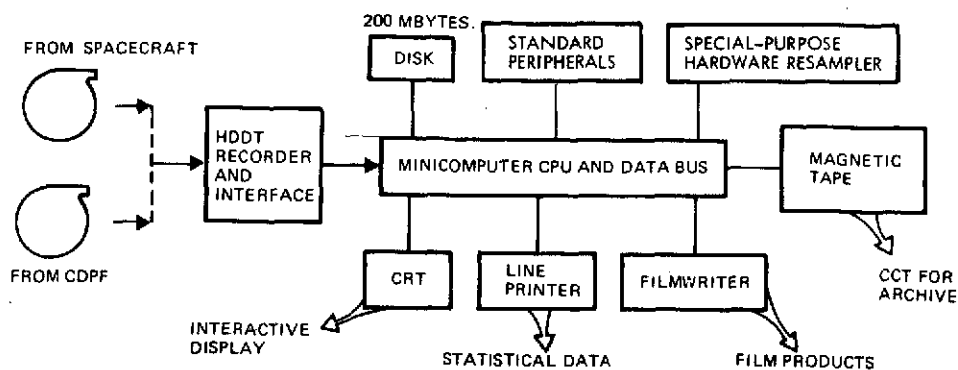 200 MBYTES.
FROM SPACECRAFT
DISK
STANDARD
PERIPHERALS
SPECIAL-PURPOSE
HARDWARE RESAMPLER
HDDT
RECORDER
AND
INTERFACE
MINICOMPUTER CPU AND DATA BUS
MAGNETIC
TAPE
FROM CDPF
CRT
LINE
PRINTER
FILMWRITER
CCT FOR
ARCHIVE
INTERACTIVE
DISPLAY
STATISTICAL DATA
FILM PRODUCTS